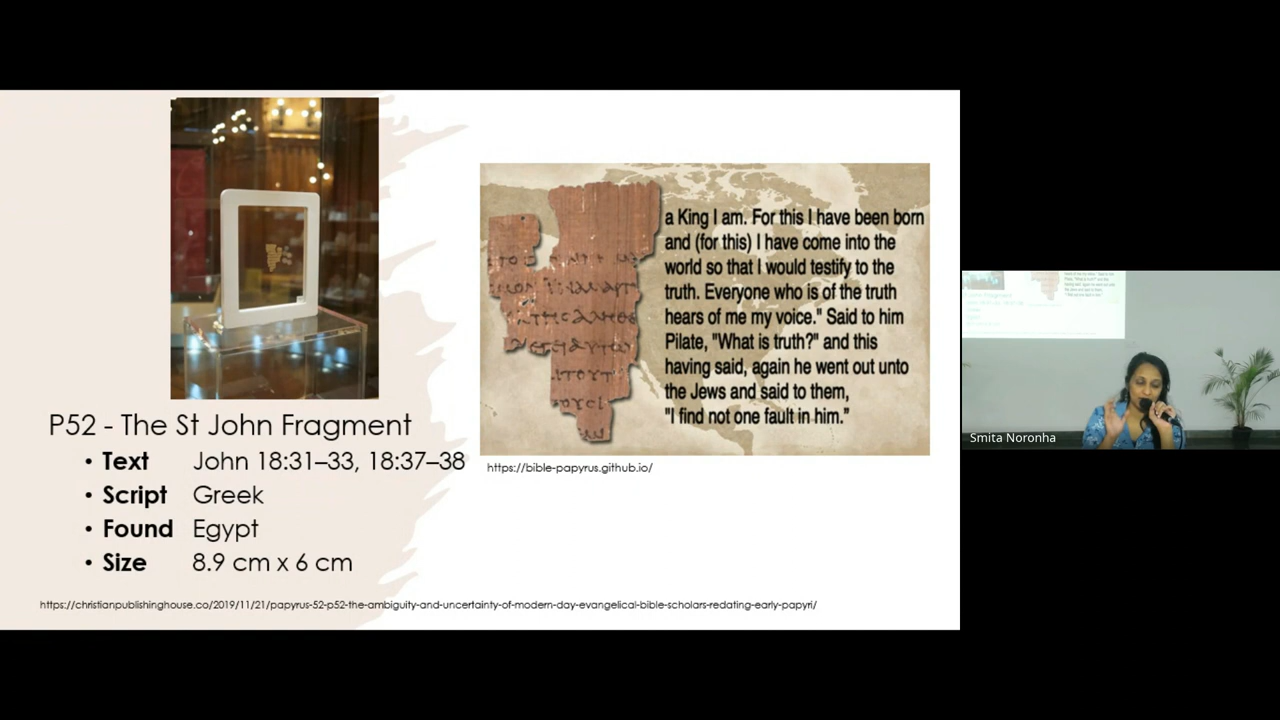 P52 - The St John Fragment
• Text John 18:31–33, 18:37–38
• Script Greek
• Found Egypt
• Size 8.9 cm x 6 cm
https://christianpublishinghouse.co/2019/11/21/papyrus-52-p52-the-ambiguity-and-uncertainty-of-modern-day-evangelical-bible-scholars-redating-early-papyri/
a King I am. For this I have been born
and (for this) I have come into the
world so that I would testify to the
truth. Everyone who is of the truth
hears of me my voice." Said to him
Pilate, "What is truth?" and this
having said, again he went out unto
the Jews and said to them,
"I find not one fault in him."
https://bible-papyrus.github.io/
Smita Noronha